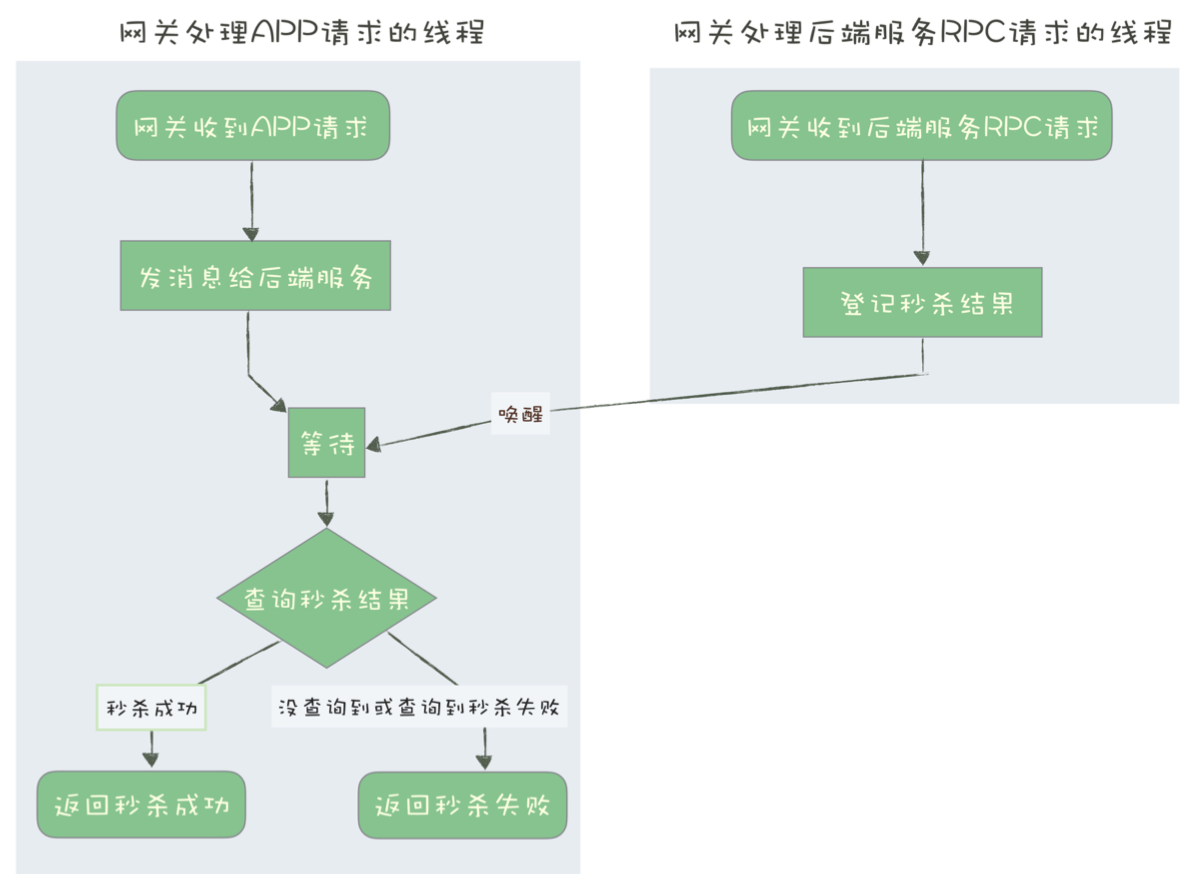 网关处理APP请求的线程
网关收到APP请求
发消息给后端服务
等待
查询秒杀结果
秒杀成功
没查询到或查询到秒杀失败
返回秒杀成功
返回秒杀失败
网关处理后端服务RPC请求的线程
网关收到后端服务RPC请求
登记秒杀结果
唤醒